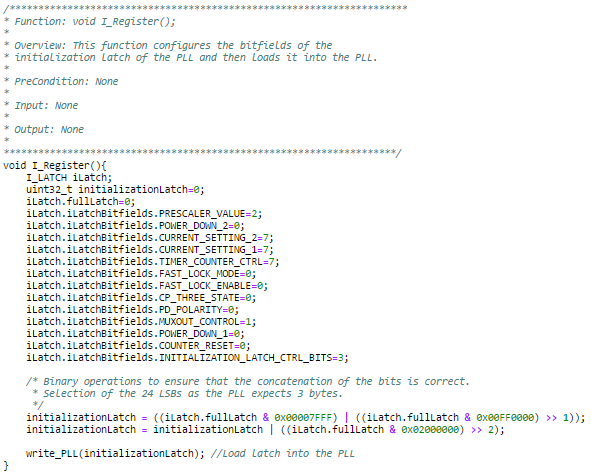 /*********************************************************************
* Function: void I_Register();
*
* Overview: This function configures the bitfields of the
* initialization latch of the PLL and then loads it into the PLL.
*
* PreCondition: None
*
* Input: None
*
* Output: None
*
********************************************************************/
void I_Register(){
I_LATCH iLatch;
uint32_t initializationLatch=0;
iLatch.fullLatch=0;
iLatch.iLatchBitfields.PRESCALER_VALUE=2;
iLatch.iLatchBitfields.POWER_DOWN_2=0;
iLatch.iLatchBitfields.CURRENT_SETTING_2=7;
iLatch.iLatchBitfields.CURRENT_SETTING_1=7;
iLatch.iLatchBitfields.TIMER_COUNTER_CTRL=7;
iLatch.iLatchBitfields.FAST_LOCK_MODE=0;
iLatch.iLatchBitfields.FAST_LOCK_ENABLE=0;
iLatch.iLatchBitfields.CP_THREE_STATE=0;
iLatch.iLatchBitfields.PD_POLARITY=0;
iLatch.iLatchBitfields.MUXOUT_CONTROL=1;
iLatch.iLatchBitfields.POWER_DOWN_1=0;
iLatch.iLatchBitfields.COUNTER_RESET=0;
iLatch.iLatchBitfields.INITIALIZATION_LATCH_CTRL_BITS=3;
/* Binary operations to ensure that the concatenation of the bits is correct.
* Selection of the 24 LSBs as the PLL expects 3 bytes.
*/
initializationLatch = ((iLatch.fullLatch & 0x00007FFF) | ((iLatch.fullLatch & 0x00FF0000) >> 1));
initializationLatch = initializationLatch | ((iLatch.fullLatch & 0x02000000) >> 2);
write_PLL(initializationLatch); //Load latch into the PLL
}